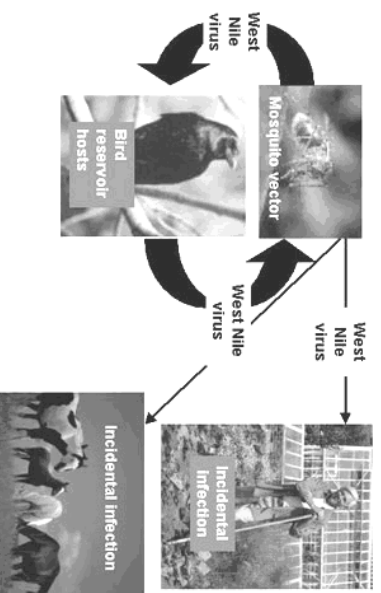 West
Nile
virus
Mosquito vector
Bird
reservoir
hosts
West Nile
virus
West
Nile
virus
Incidental
infection
Incidental infection